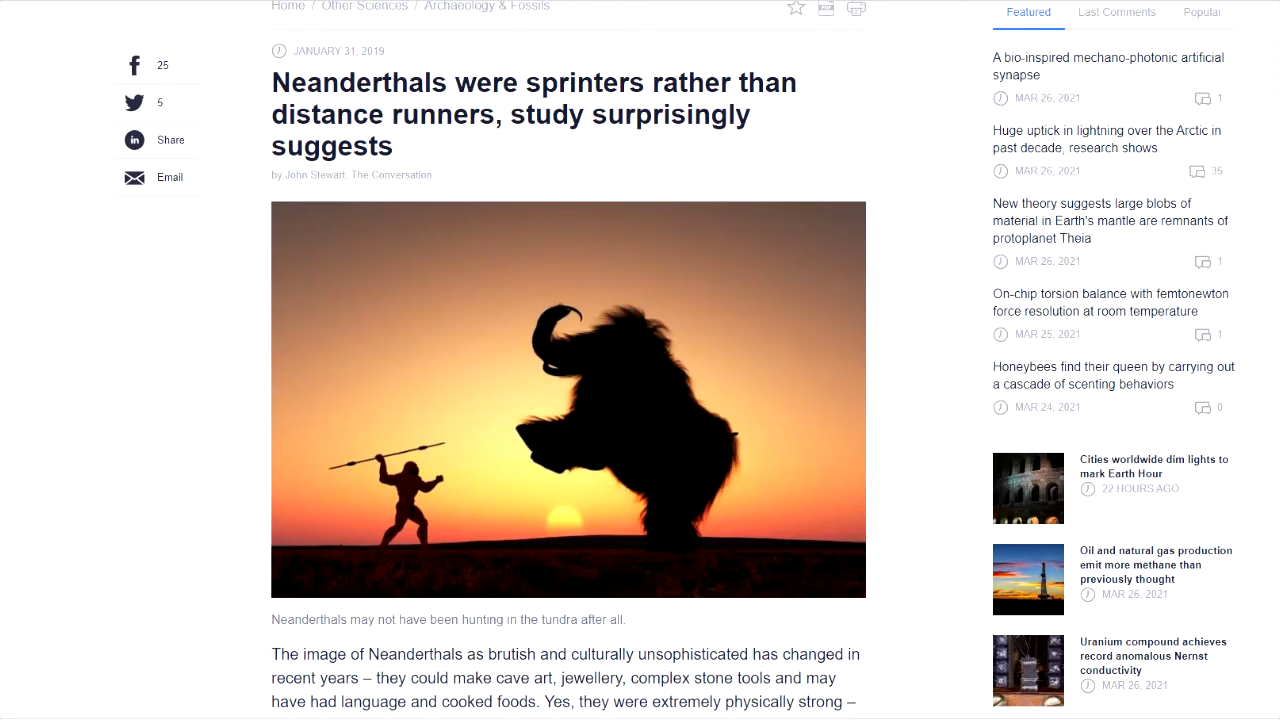 Home / Other Sciences / Archaeology & Fossils
25
5
Share
Email
JANUARY 31, 2019
Neanderthals were sprinters rather than
distance runners, study surprisingly
suggests
by John Stewart, The Conversation
Neanderthals may not have been hunting in the tundra after all.
The image of Neanderthals as brutish and culturally unsophisticated has changed in
recent years – they could make cave art, jewellery, complex stone tools and may
have had language and cooked foods. Yes, they were extremely physically strong –
Featured Last Comments Popular
A bio-inspired mechano-photonic artificial
synapse
MAR 26, 2021 1
Huge uptick in lightning over the Arctic in
past decade, research shows
MAR 26, 2021 35
New theory suggests large blobs of
material in Earth's mantle are remnants of
protoplanet Theia
MAR 26, 2021 1
On-chip torsion balance with femtonewton
force resolution at room temperature
MAR 25, 2021 1
Honeybees find their queen by carrying out
a cascade of scenting behaviors
MAR 24, 2021 0
Cities worldwide dim lights to
mark Earth Hour
22 HOURS AGO
Oil and natural gas production
emit more methane than
previously thought
MAR 26, 2021
Uranium compound achieves
record anomalous Nernst
conductivity
MAR 26, 2021